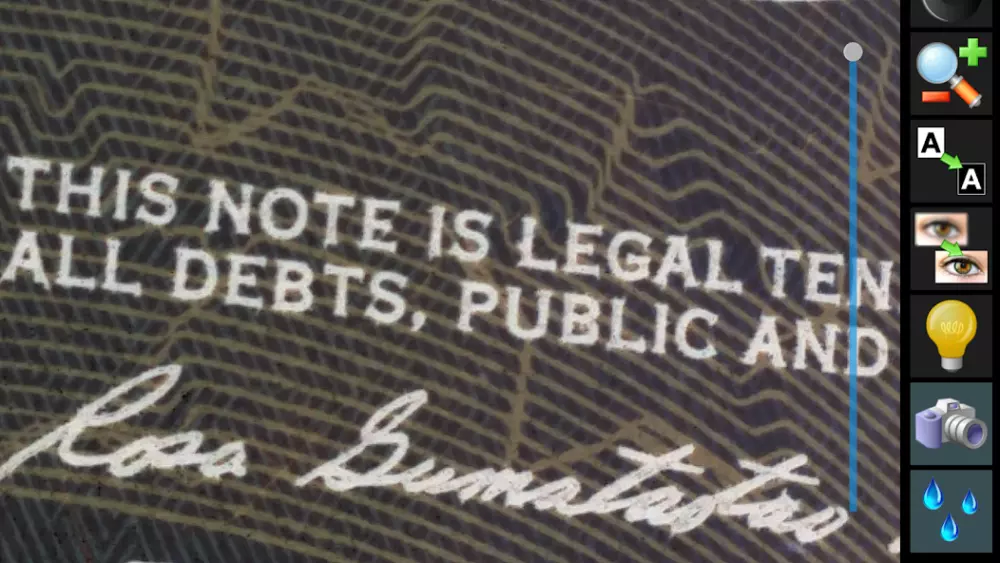 THIS NOTE IS LEGAL TEN
ALL DEBTS, PUBLIC AND
Rosa Gumataotao
A
A